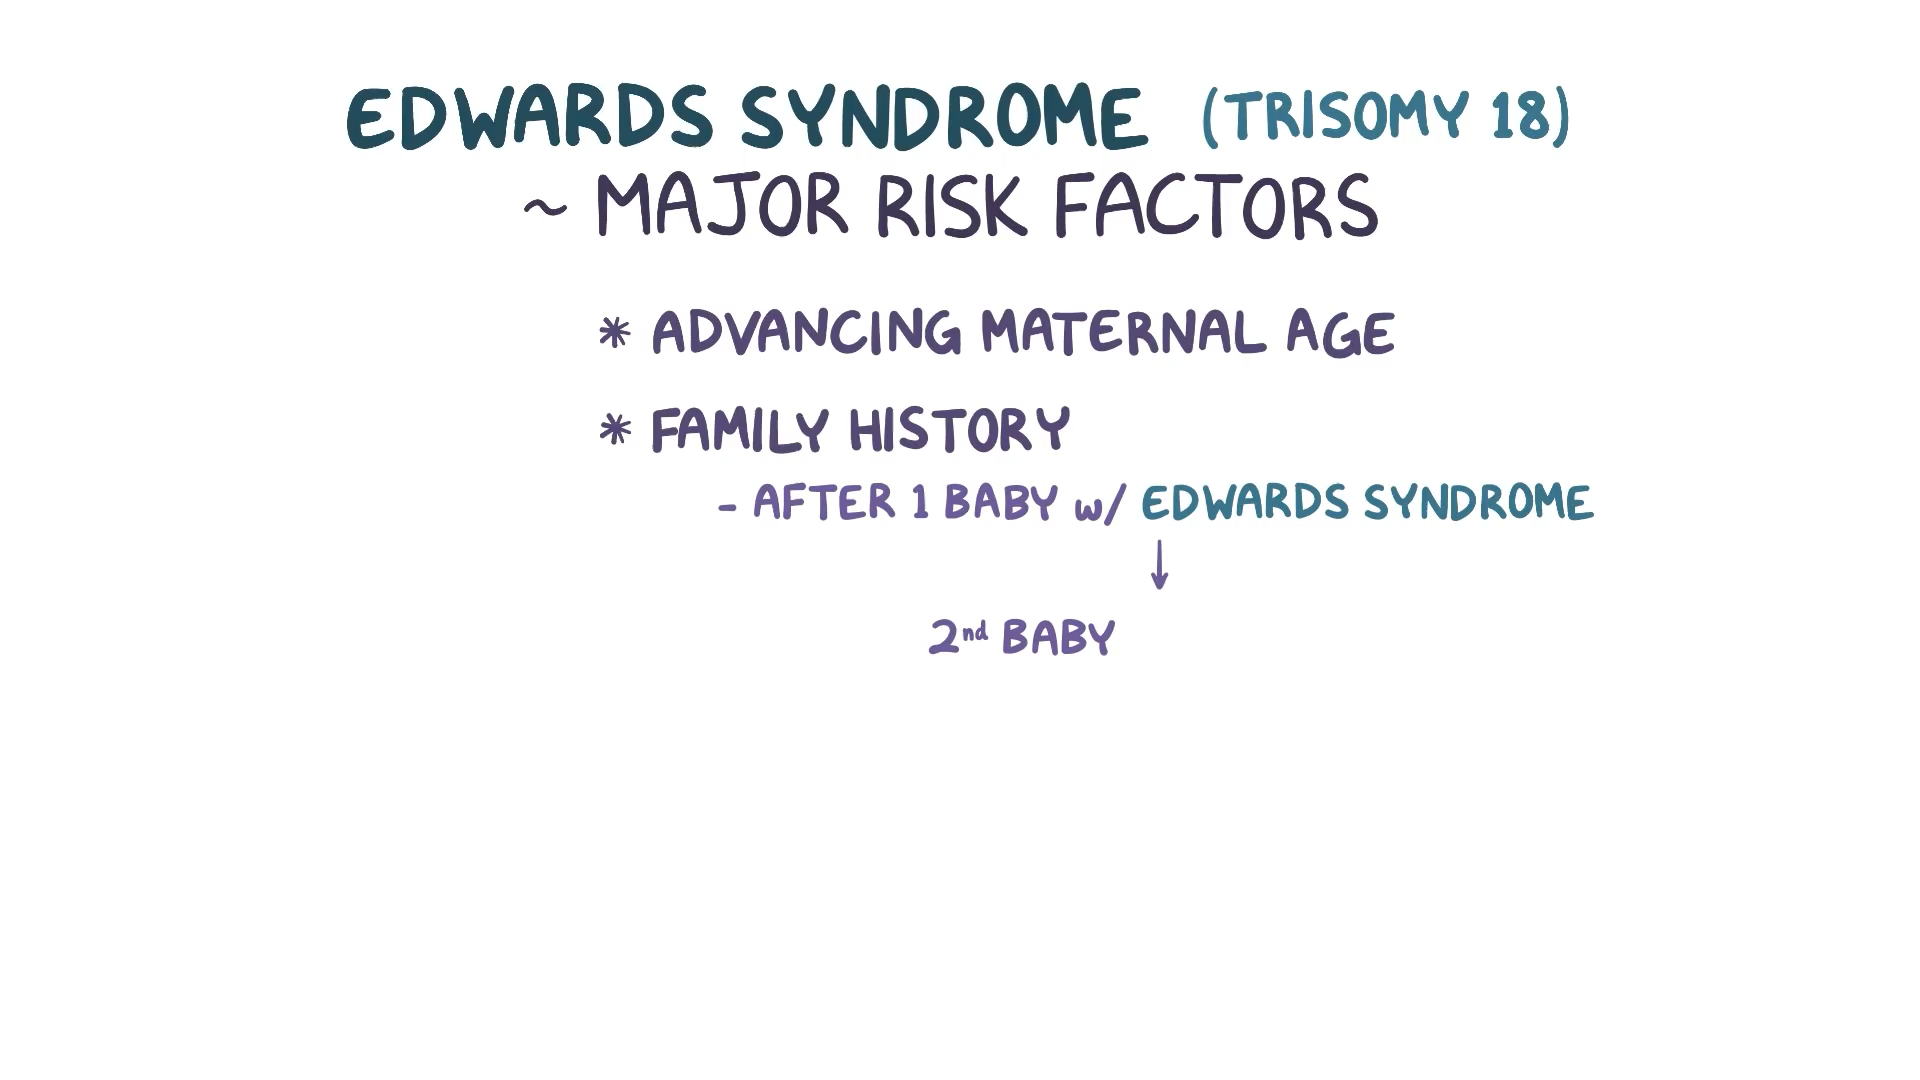 EDWARDS SYNDROME (TRISOMY 18)
~ MAJOR RISK FACTORS
* ADVANCING MATERNAL AGE
* FAMILY HISTORY
- AFTER 1 BABY w/ EDWARDS SYNDROME
↓
2nd BABY